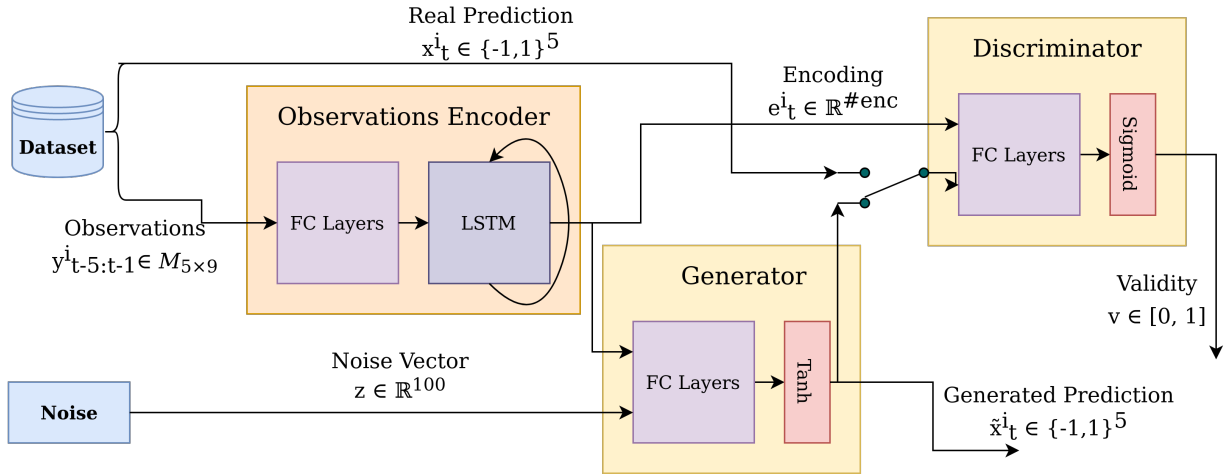 Real Prediction
xⁱₜ ∈ {-1,1}⁵
Discriminator
Encoding
eⁱₜ ∈ ℝ^#enc
Observations Encoder
Dataset
FC Layers
Sigmoid
FC Layers
LSTM
Observations
yⁱₜ₋₅:ₜ₋₁∈ M₅ₓ₉
Generator
Validity
v ∈ [0, 1]
Noise Vector
z ∈ ℝ¹⁰⁰
FC Layers
Tanh
Noise
Generated Prediction
x̃ⁱₜ ∈ {-1,1}⁵